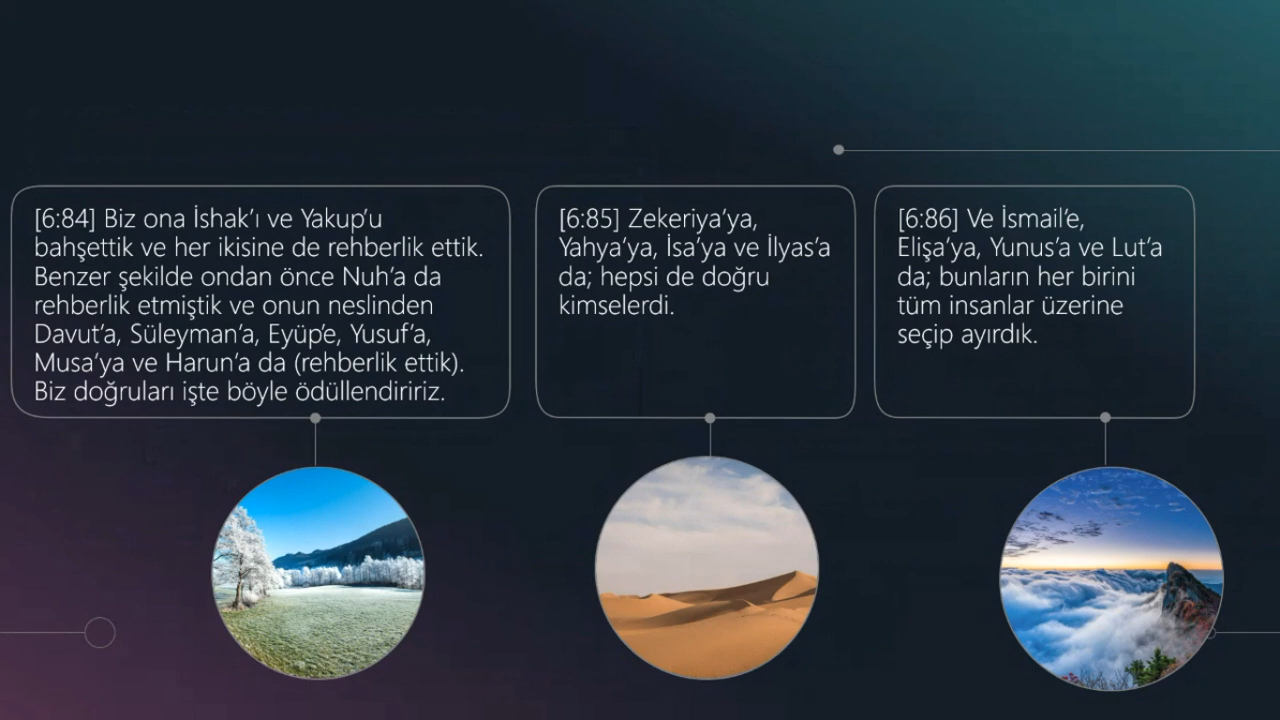 [6:84] Biz ona İshak'ı ve Yakup'u
bahşettik ve her ikisine de rehberlik ettik.
Benzer şekilde ondan önce Nuh'a da
rehberlik etmiştik ve onun neslinden
Davut'a, Süleyman'a, Eyüp'e, Yusuf'a,
Musa'ya ve Harun'a da (rehberlik ettik).
Biz doğruları işte böyle ödüllendiririz.
[6:85] Zekeriya'ya,
Yahya'ya, İsa'ya ve İlyas'a
da; hepsi de doğru
kimselerdi.
[6:86] Ve İsmail'e,
Elişa'ya, Yunus'a ve Lut'a
da; bunların her birini
tüm insanlar üzerine
seçip ayırdık.